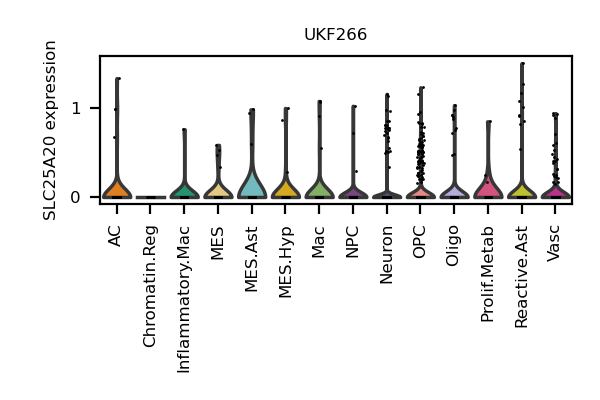 UKF266
SLC25A20 expression
1
0
AC
Chromatin.Reg
Inflammatory.Mac
MES
MES.Ast
MES.Hyp
Mac
NPC
Neuron
OPC
Oligo
Prolif.Metab
Reactive.Ast
Vasc